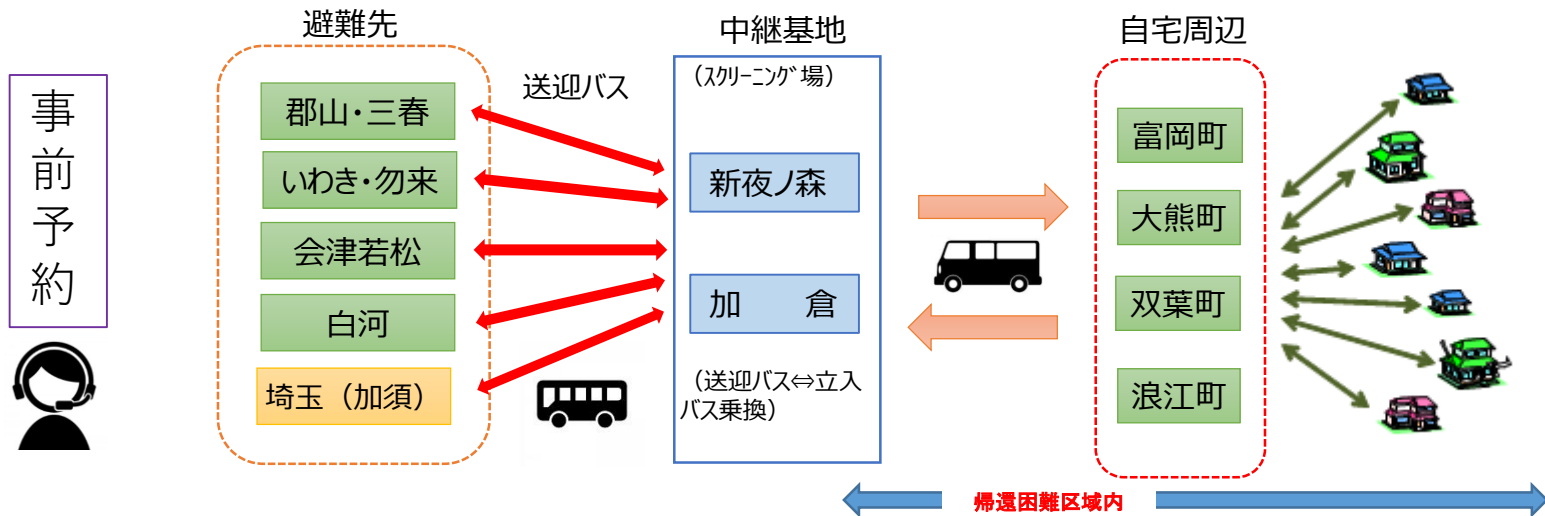 事前予約
避難先
郡山・三春
いわき・勿来
会津若松
白河
埼玉（加須）
送迎バス
中継基地
（ｽｸﾘｰﾆﾝｸﾞ場）
新夜ノ森
加　倉
（送迎バス⇔立入
バス乗換）
自宅周辺
富岡町
大熊町
双葉町
浪江町
帰還困難区域内